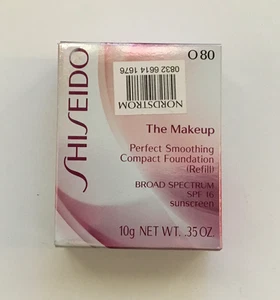 O 80
SHISEIDO
0832 6614 1676
NORDSTROM
The Makeup
Perfect Smoothing
Compact Foundation
(Refill)
BROAD SPECTRUM
SPF 16
sunscreen
10g NET WT. .35 OZ.